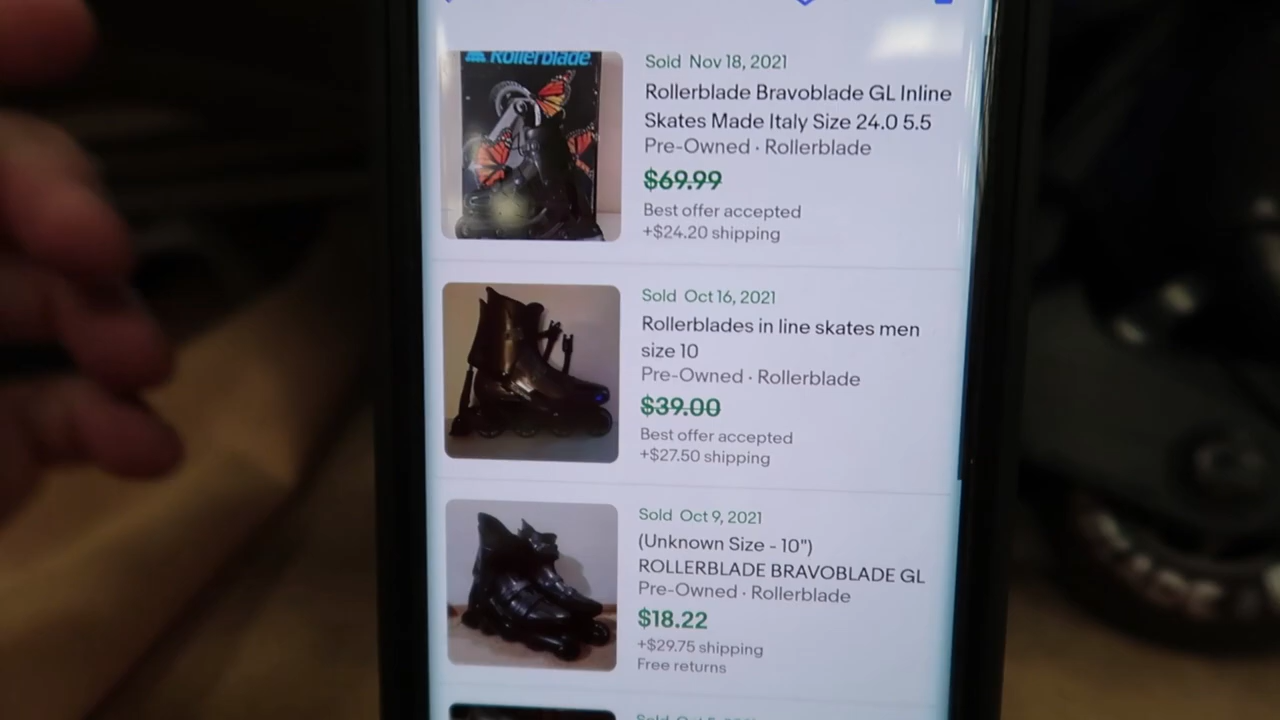 Rollerblade
Sold Nov 18, 2021
Rollerblade Bravoblade GL Inline
Skates Made Italy Size 24.0 5.5
Pre-Owned · Rollerblade
$69.99
Best offer accepted
+$24.20 shipping
Sold Oct 16, 2021
Rollerblades in line skates men
size 10
Pre-Owned · Rollerblade
$39.00
Best offer accepted
+$27.50 shipping
Sold Oct 9, 2021
(Unknown Size - 10")
ROLLERBLADE BRAVOBLADE GL
Pre-Owned · Rollerblade
$18.22
+$29.75 shipping
Free returns